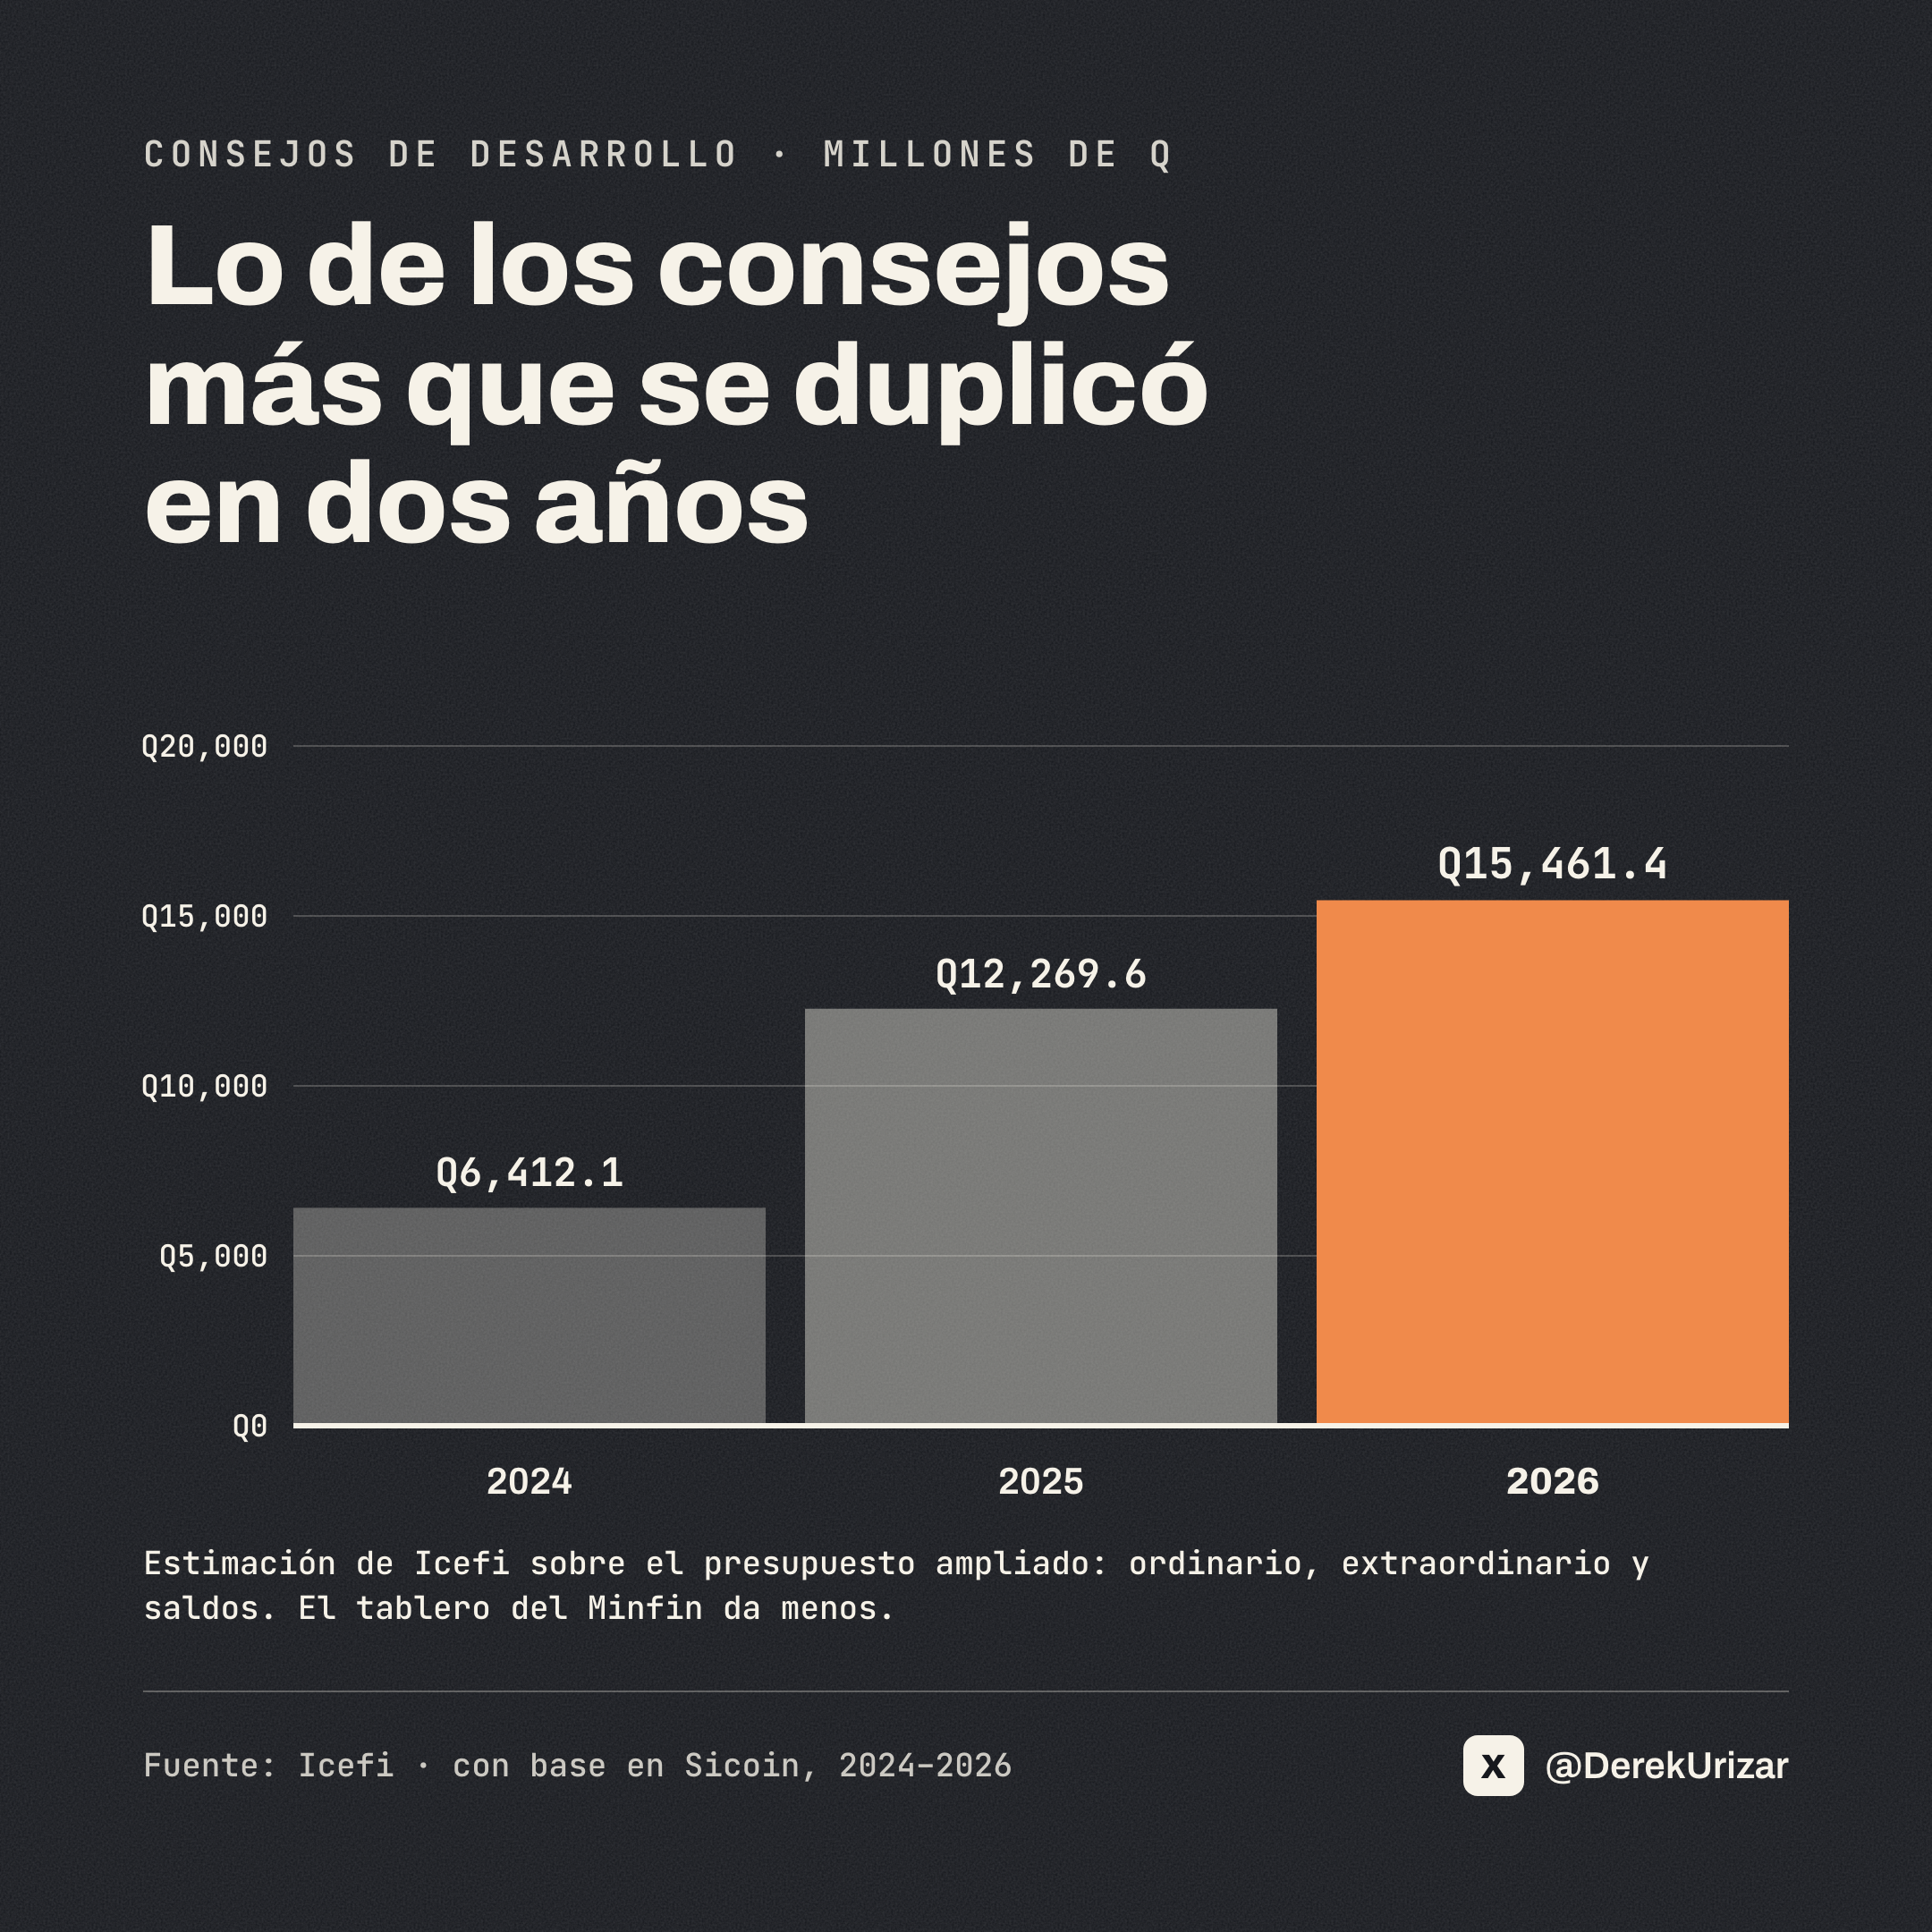 CONSEJOS DE DESARROLLO · MILLONES DE Q
Lo de los consejos
más que se duplicó
en dos años
Q20,000
Q15,461.4
Q15,000
Q12,269.6
Q10,000
Q6,412.1
Q5,000
Q0
2024
2025
2026
Estimación de Icefi sobre el presupuesto ampliado: ordinario, extraordinario y
saldos. El tablero del Minfin da menos.
Fuente: Icefi · con base en Sicoin, 2024–2026
X @DerekUrizar